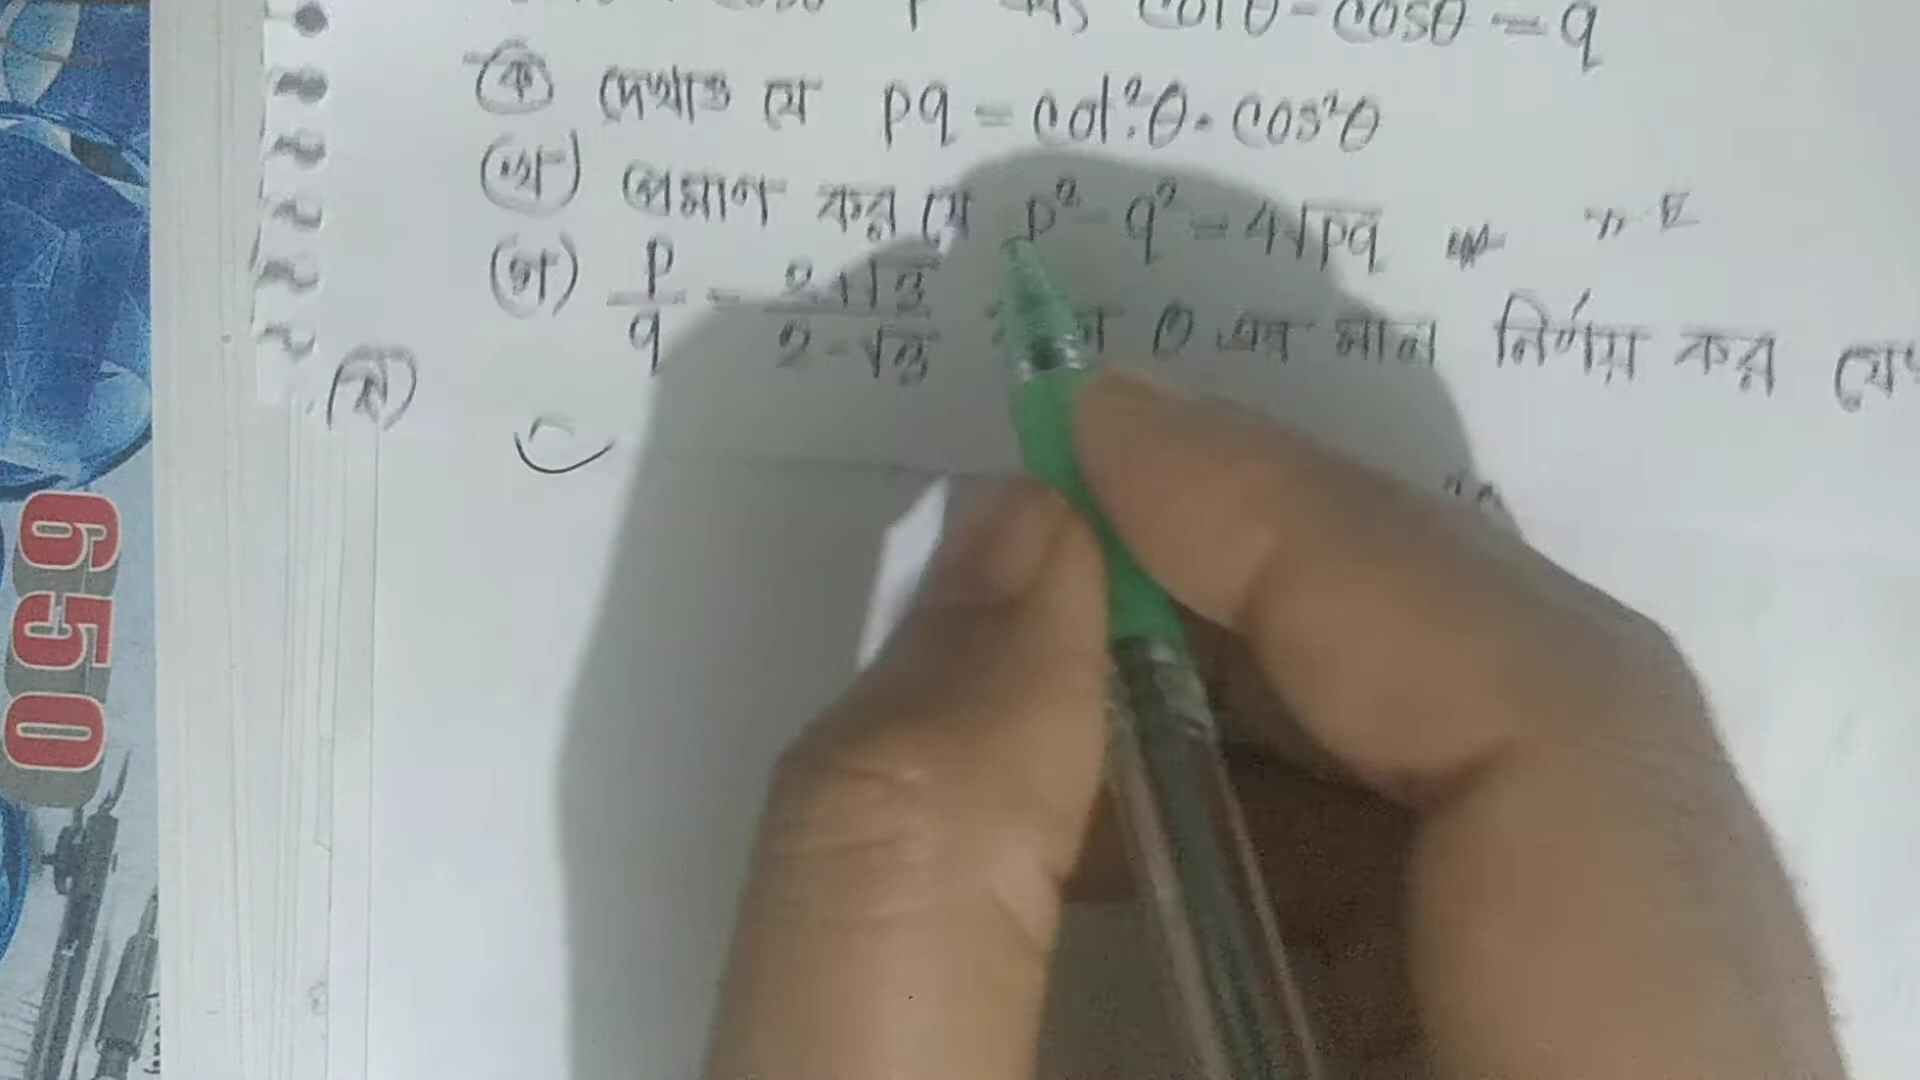 cotθ - cosθ = q
(ক) দেখাও যে pq = cot²θ. cos²θ
(খ) প্রমাণ কর যে p² - q² = 4√pq
(গ) p/q = 2+√3/2-√3 θ এর মান নির্ণয় কর
650